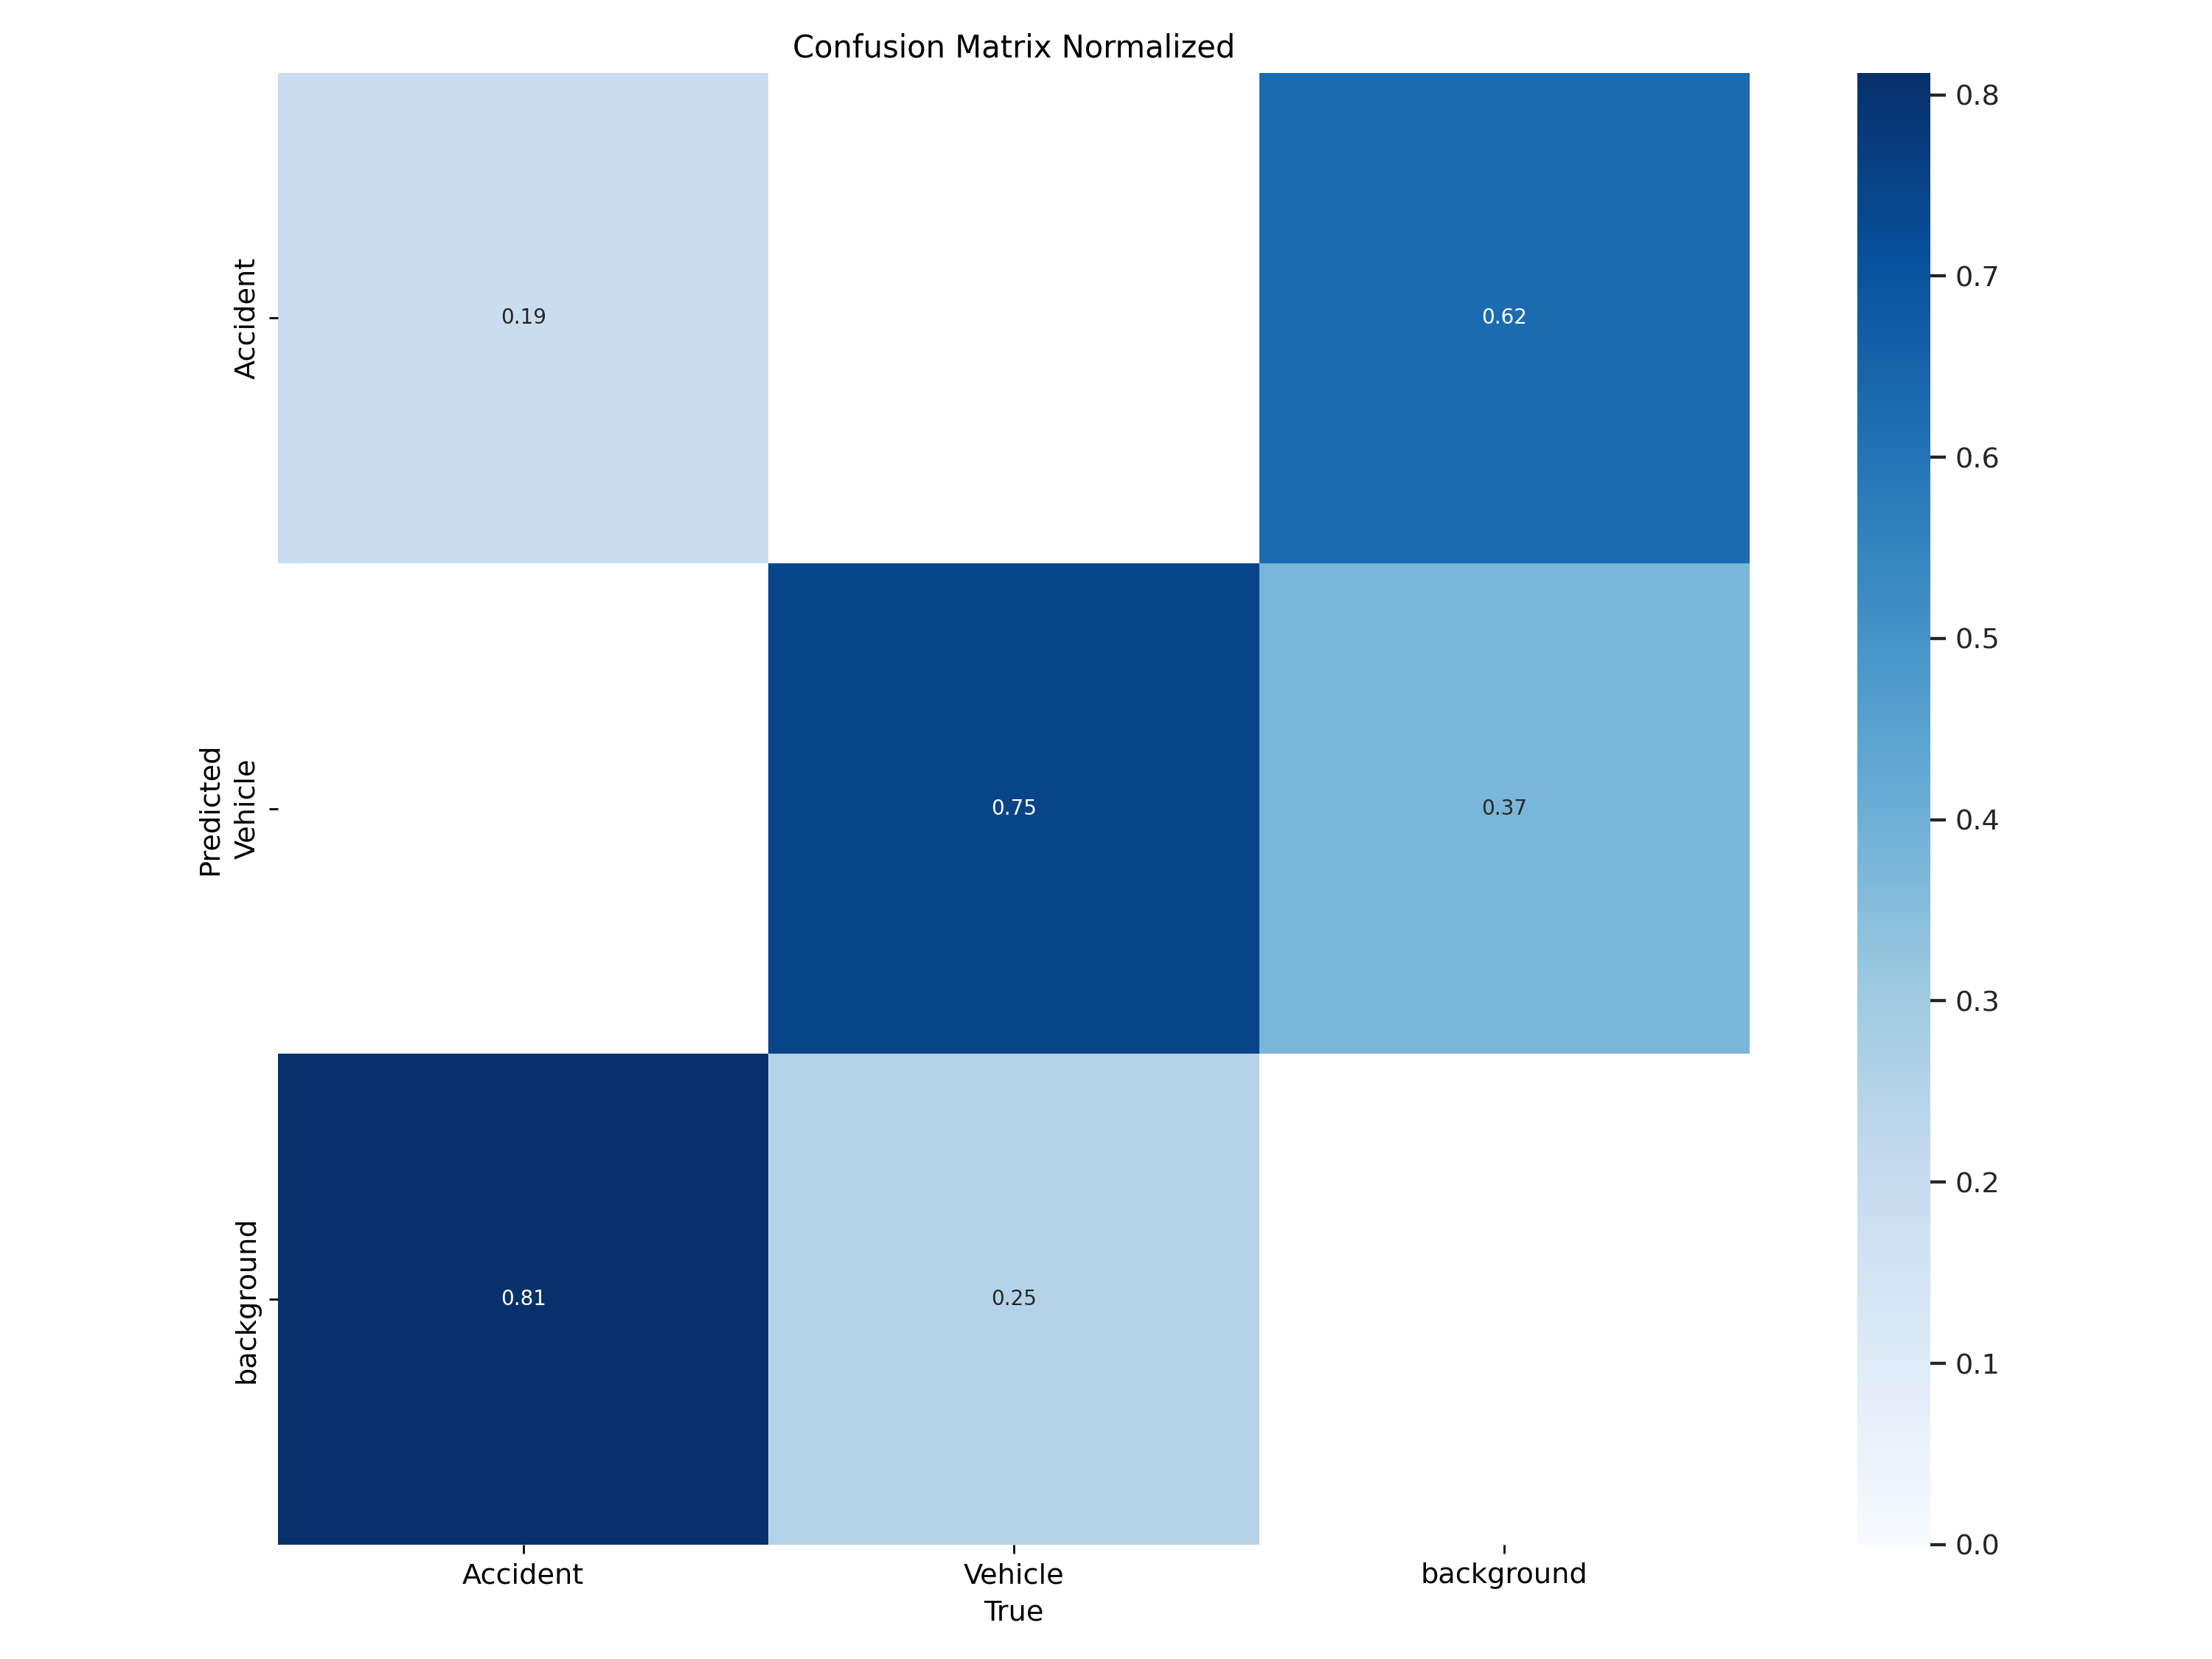 Confusion Matrix Normalized
Accident
Vehicle
background
Predicted
0.19
0.62
0.75
0.37
0.81
0.25
Accident
Vehicle
background
True
0.8
0.7
0.6
0.5
0.4
0.3
0.2
0.1
0.0